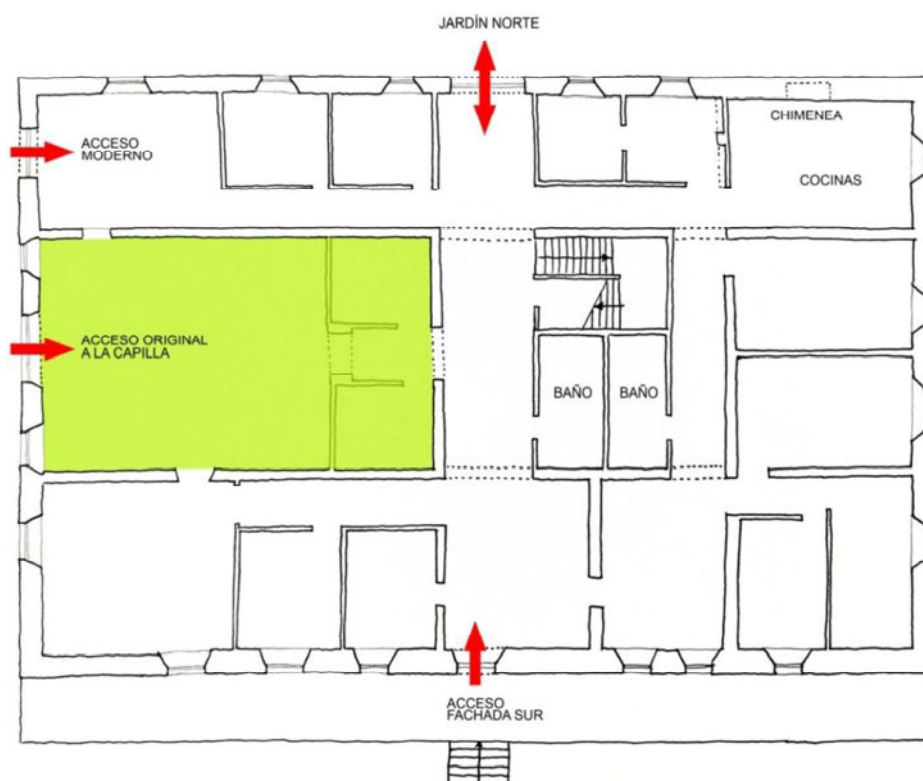 JARDÍN NORTE
ACCESO
MODERNO
CHIMENEA
COCINAS
ACCESO ORIGINAL
A LA CAPILLA
BAÑO
BAÑO
ACCESO
FACHADA SUR